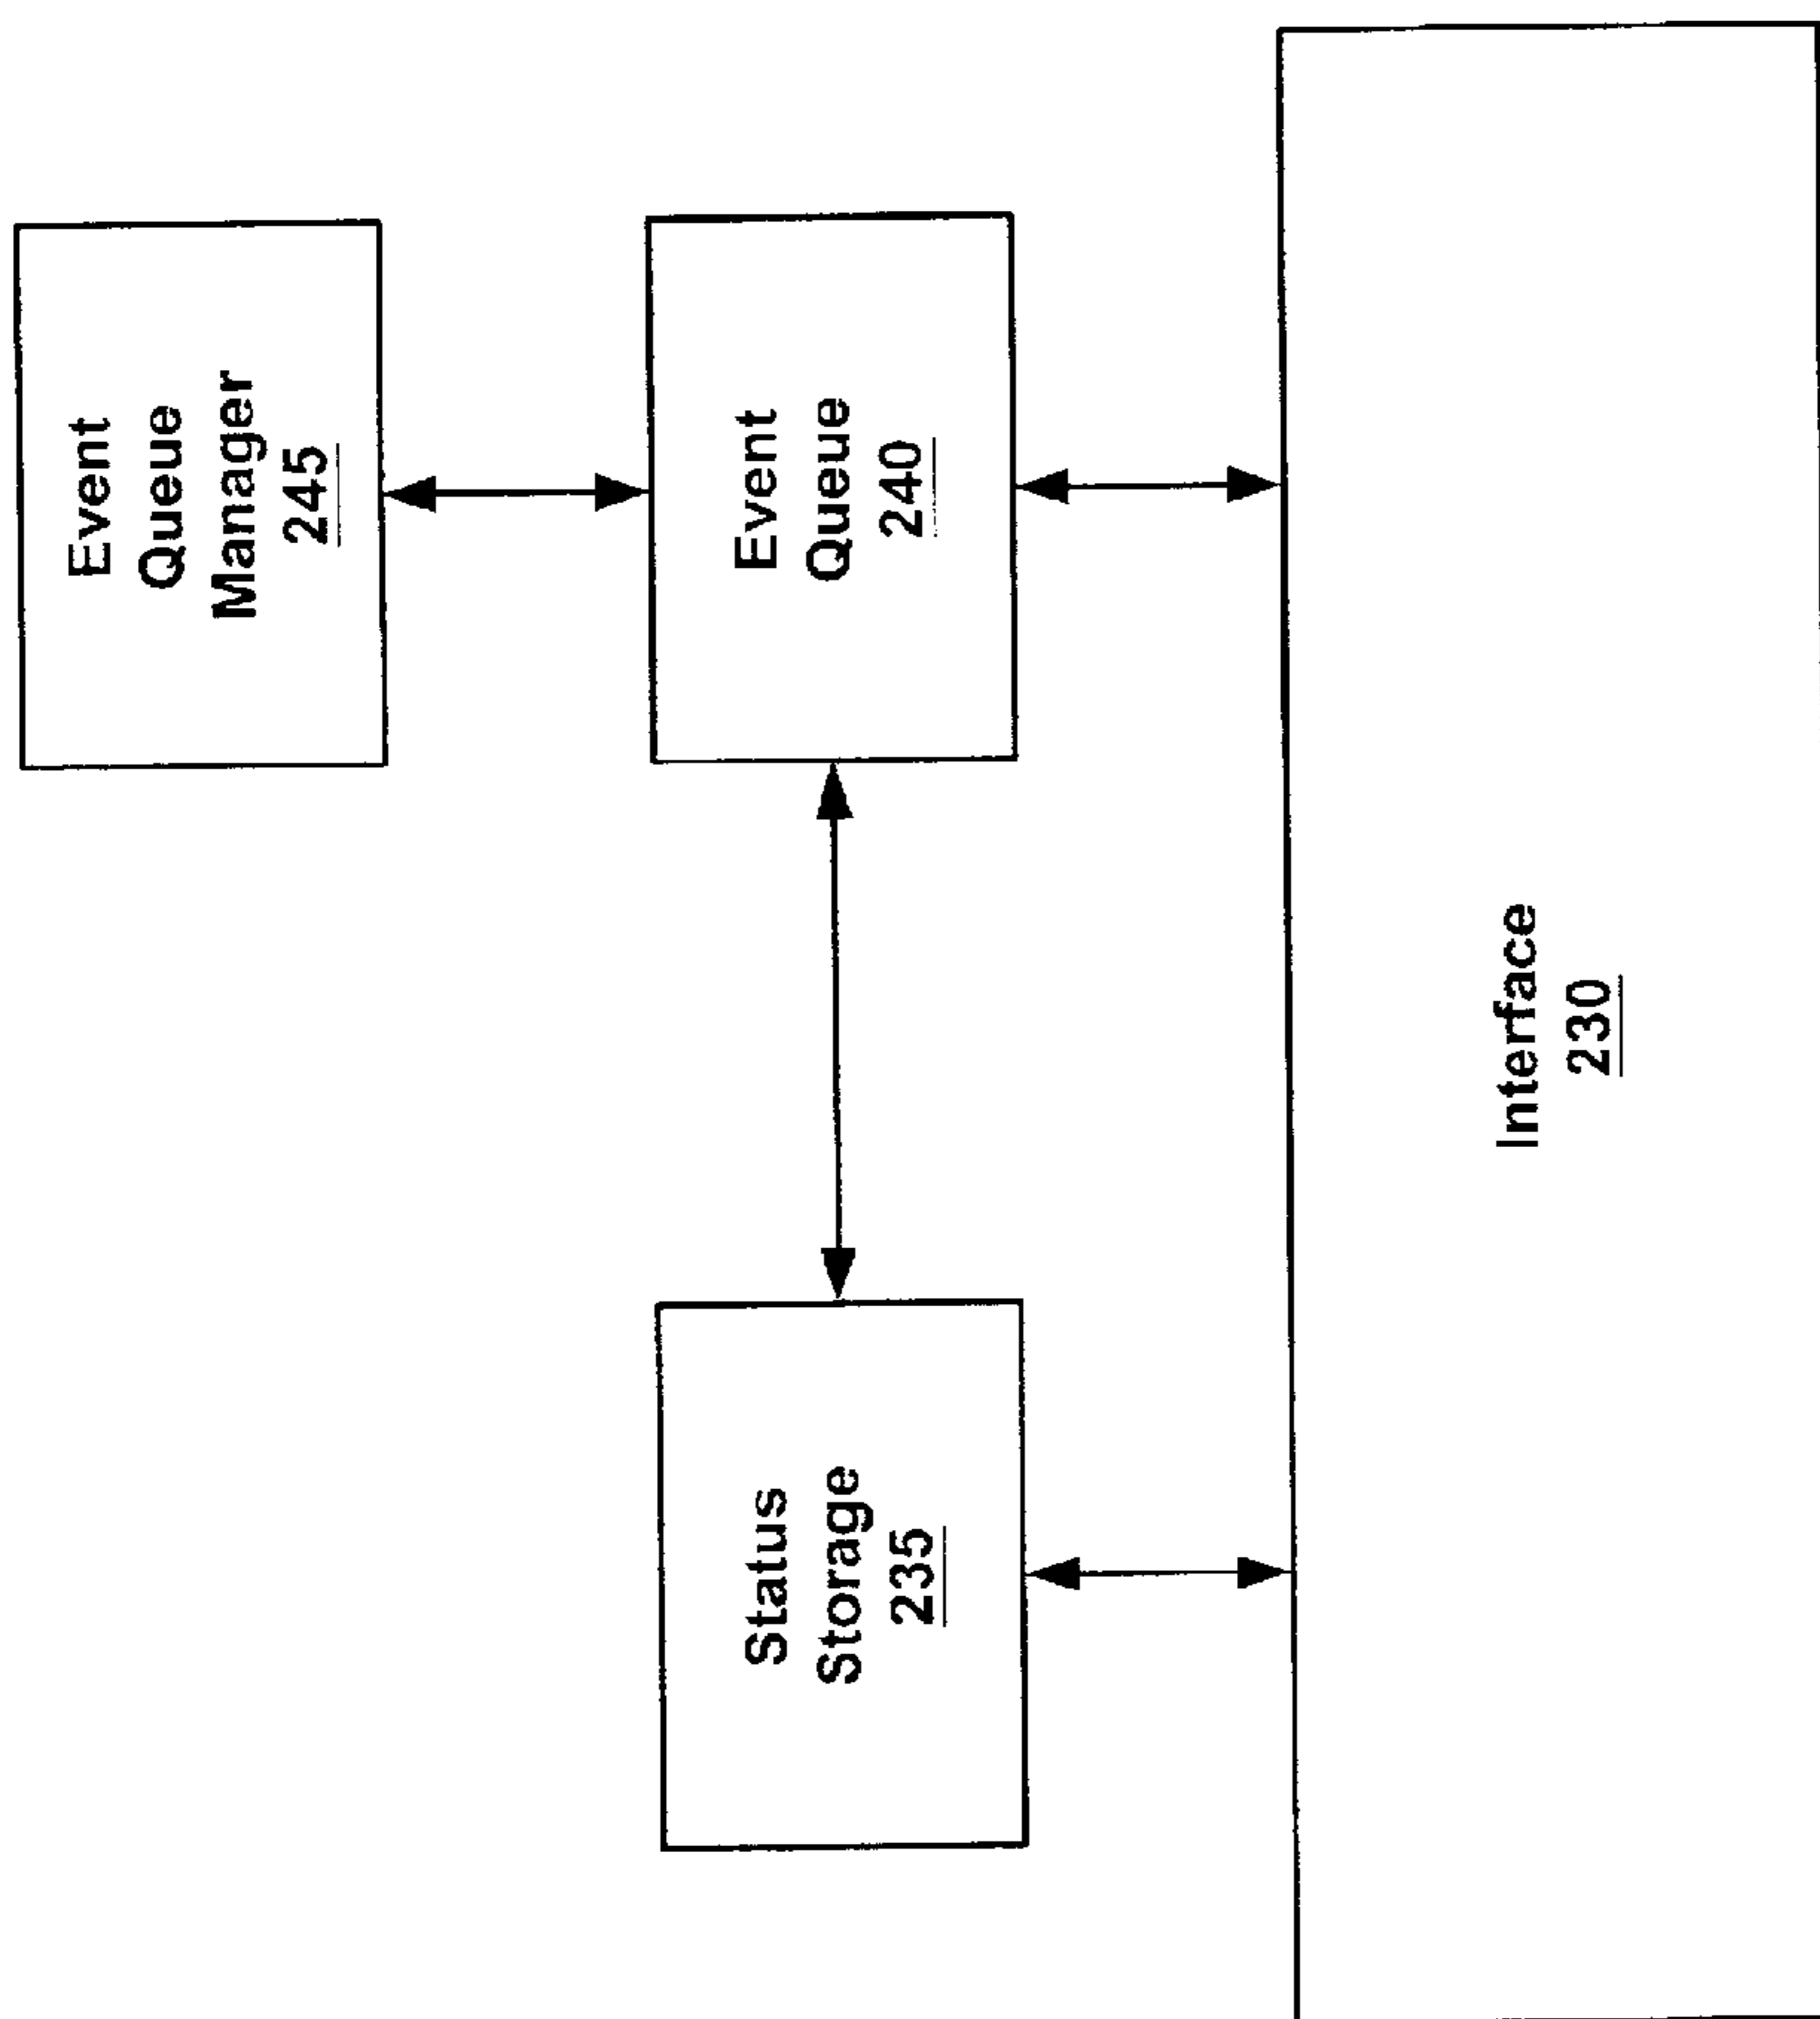 Event
Queue
Manager
245
Event
Queue
240
Status
Storage
235
Interface
230